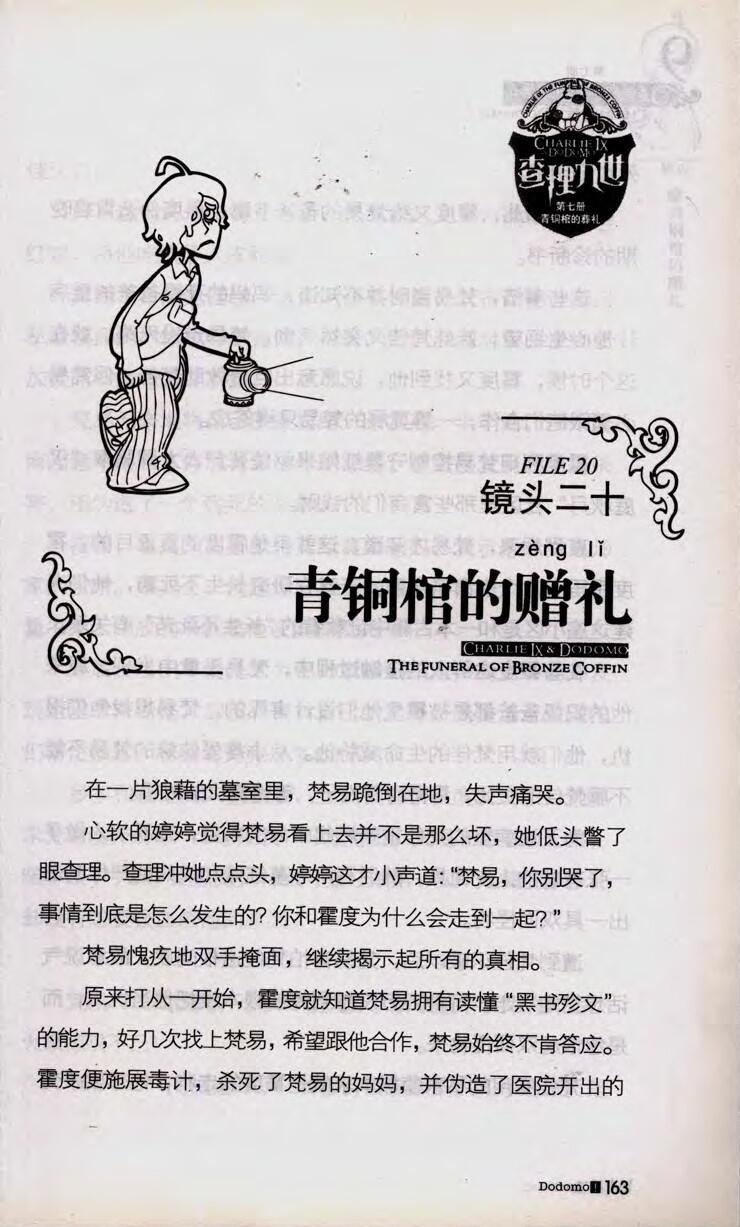 CHARLIE IX THE FUNERAL OF BRONZE COFFIN
CHARLIE IX
DODOMO
查理九世
第七册
青铜棺的葬礼
FILE 20
镜头二十
zèng lǐ
青铜棺的赠礼
CHARLIE IX & DODOMO
THE FUNERAL OF BRONZE COFFIN
在一片狼藉的墓室里，梵易跪倒在地，失声痛哭。
心软的婷婷觉得梵易看上去并不是那么坏，她低头瞥了
眼查理。查理冲她点点头，婷婷这才小声道：“梵易，你别哭了，
事情到底是怎么发生的？你和霍度为什么会走到一起？”
梵易愧疚地双手掩面，继续揭示起所有的真相。
原来打从一开始，霍度就知道梵易拥有读懂“黑书殄文”
的能力，好几次找上梵易，希望跟他合作，梵易始终不肯答应。
霍度便施展毒计，杀死了梵易的妈妈，并伪造了医院开出的
Dodomo 163